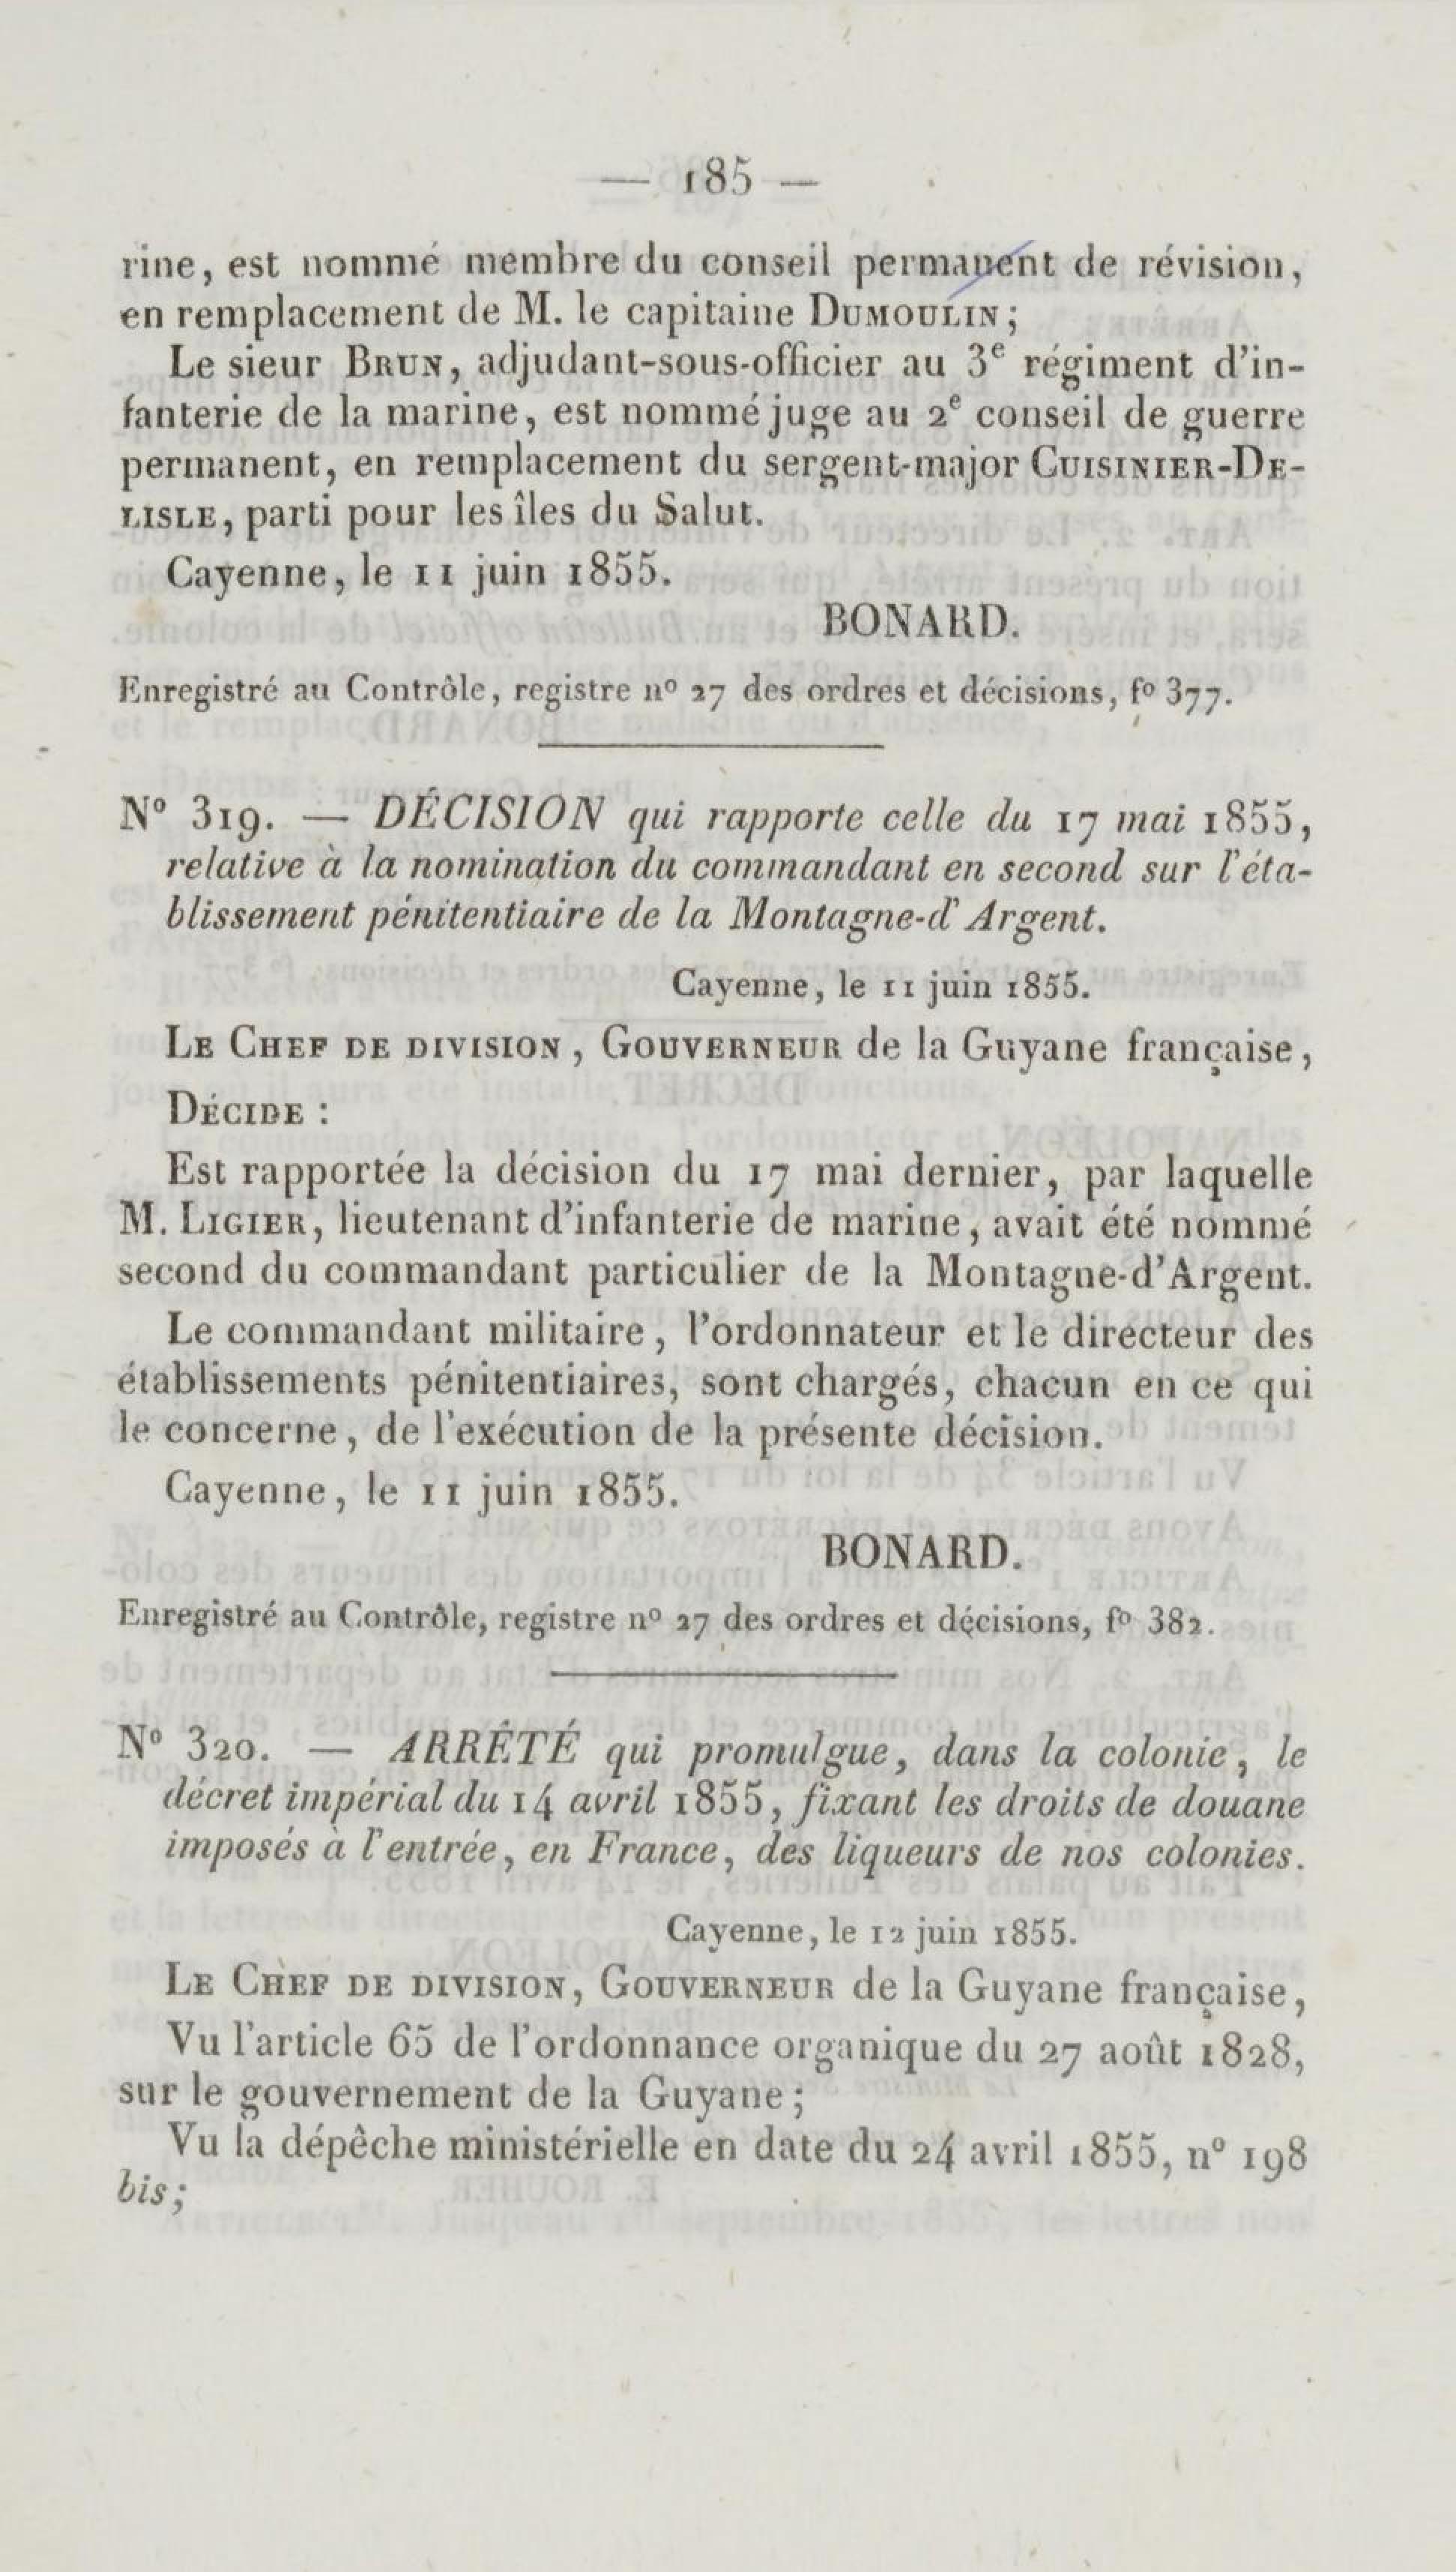 — 185 —
rine, est nommé membre du conseil permanent de révision,
en remplacement de M. le capitaine DUMOULIN;
Le sieur BRUN, adjudant-sous-officier au 3e régiment d'in-
fanterie de la marine, est nommé juge au 2e conseil de guerre
permanent, en remplacement du sergent-major CUISINIER-DE-
LISLE, parti pour les îles du Salut.
Cayenne, le 11 juin 1855.
BONARD.
Enregistré au Contrôle, registre no 27 des ordres et décisions, fo 377.
No 319. — DÉCISION qui rapporte celle du 17 mai 1855,
relative à la nomination du commandant en second sur l'éta-
blissement pénitentiaire de la Montagne-d'Argent.
Cayenne, le 11 juin 1855.
LE CHEF DE DIVISION, GOUVERNEUR de la Guyane française,
DÉCIDE :
Est rapportée la décision du 17 mai dernier, par laquelle
M. LIGIER, lieutenant d'infanterie de marine, avait été nommé
second du commandant particulier de la Montagne-d'Argent.
Le commandant militaire, l'ordonnateur et le directeur des
établissements pénitentiaires, sont chargés, chacun en ce qui
le concerne, de l'exécution de la présente décision.
Cayenne, le 11 juin 1855.
BONARD.
Enregistré au Contrôle, registre no 27 des ordres et décisions, fo 382.
No 320. — ARRÊTÉ qui promulgue, dans la colonie, le
décret impérial du 14 avril 1855, fixant les droits de douane
imposés à l'entrée, en France, des liqueurs de nos colonies.
Cayenne, le 12 juin 1855.
LE CHEF DE DIVISION, GOUVERNEUR de la Guyane française,
Vu l'article 65 de l'ordonnance organique du 27 août 1828,
sur le gouvernement de la Guyane;
Vu la dépêche ministérielle en date du 24 avril 1855, no 198
bis;